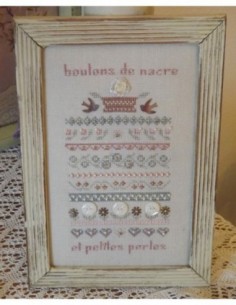 boutons de nacre
et petites perles